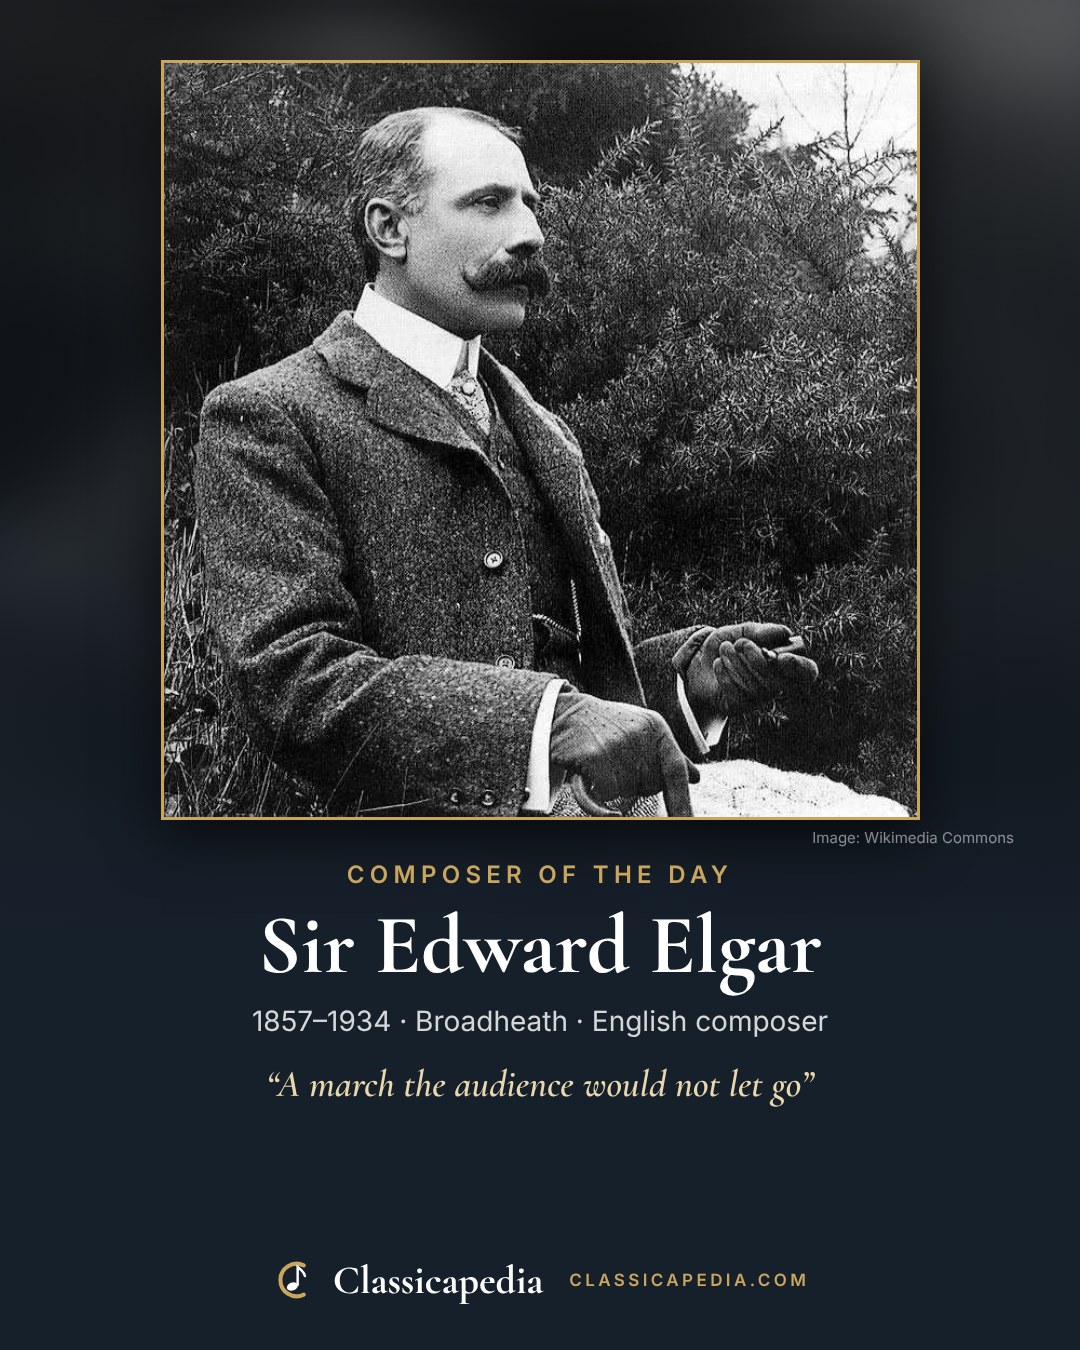 Image: Wikimedia Commons
COMPOSER OF THE DAY
Sir Edward Elgar
1857–1934 · Broadheath · English composer
“A march the audience would not let go”
Classicapedia CLASSICAPEDIA.COM